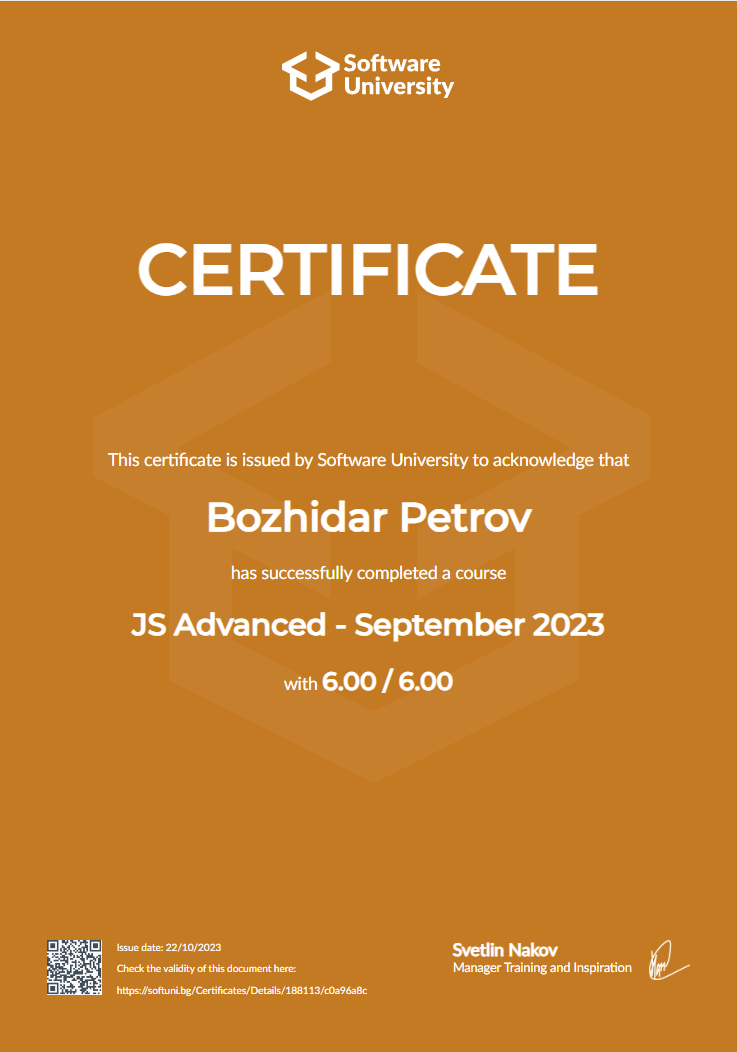 Software
University
CERTIFICATE
This certificate is issued by Software University to acknowledge that
Bozhidar Petrov
has successfully completed a course
JS Advanced - September 2023
with 6.00 / 6.00
Issue date: 22/10/2023
Check the validity of this document here:
https://softuni.bg/Certificates/Details/188113/c0a96a8c
Svetlin Nakov
Manager Training and Inspiration